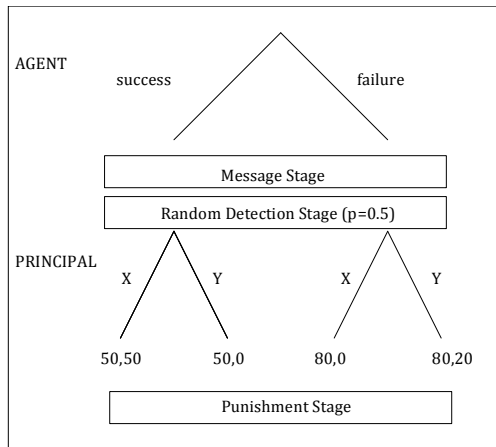 AGENT
success failure
Message Stage
Random Detection Stage (p=0.5)
PRINCIPAL
X Y X Y
50,50 50,0 80,0 80,20
Punishment Stage